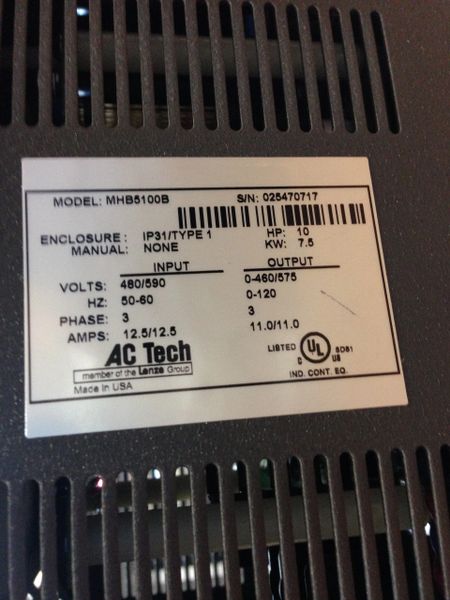 MODEL: MHB5100B S/N: 025470717
ENCLOSURE: IP31/TYPE 1 HP: 10
MANUAL: NONE KW: 7.5
INPUT OUTPUT
VOLTS: 480/590 0-460/575
HZ: 50-60 0-120
PHASE: 3 3
AMPS: 12.5/12.5 11.0/11.0
AC Tech
member of the Lenze Group
Made in USA
LISTED C UL US 5D81
IND. CONT. EQ.